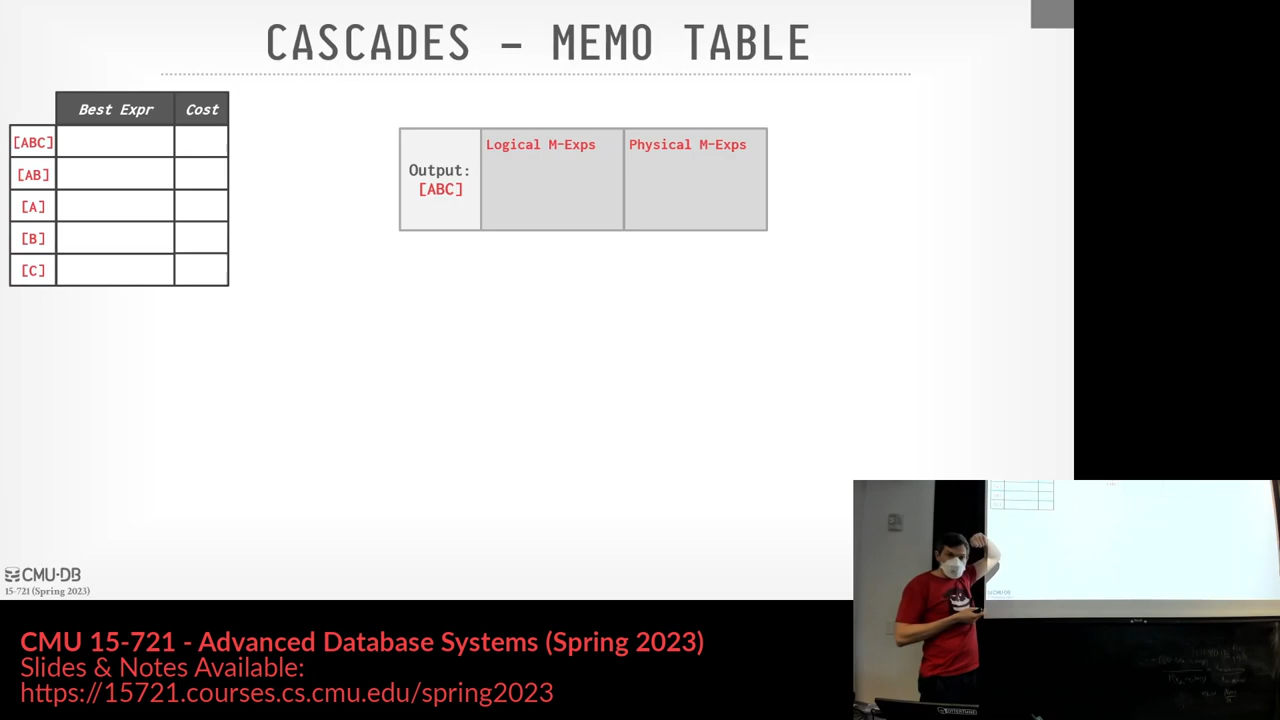 CASCADES – MEMO TABLE
Best Expr Cost
[ABC]
[AB]
[A]
[B]
[C]
Output:
[ABC]
Logical M-Exps
Physical M-Exps
CMU·DB
15-721 (Spring 2023)
CMU 15-721 - Advanced Database Systems (Spring 2023)
Slides & Notes Available:
https://15721.courses.cs.cmu.edu/spring2023
OTTERTUNE